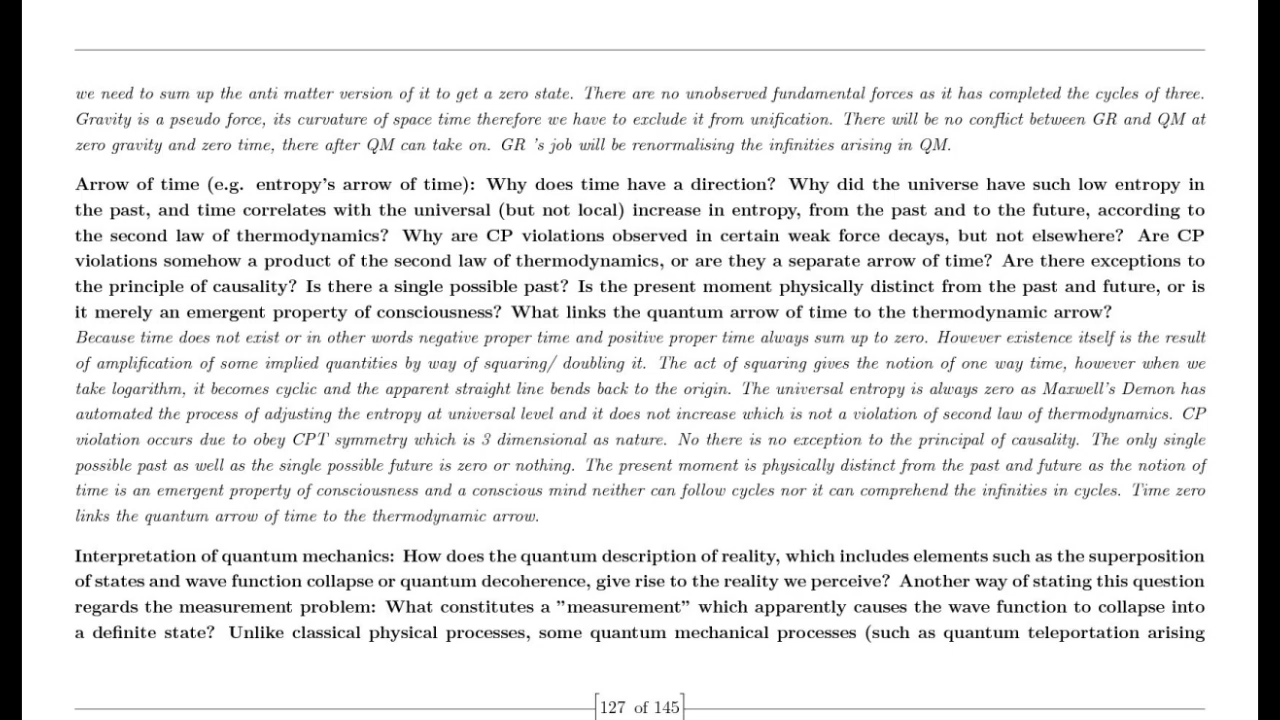 we need to sum up the anti matter version of it to get a zero state. There are no unobserved fundamental forces as it has completed the cycles of three.
Gravity is a pseudo force, its curvature of space time therefore we have to exclude it from unification. There will be no conflict between GR and QM at
zero gravity and zero time, there after QM can take on. GR 's job will be renormalising the infinities arising in QM.
Arrow of time (e.g. entropy's arrow of time): Why does time have a direction? Why did the universe have such low entropy in
the past, and time correlates with the universal (but not local) increase in entropy, from the past and to the future, according to
the second law of thermodynamics? Why are CP violations observed in certain weak force decays, but not elsewhere? Are CP
violations somehow a product of the second law of thermodynamics, or are they a separate arrow of time? Are there exceptions to
the principle of causality? Is there a single possible past? Is the present moment physically distinct from the past and future, or is
it merely an emergent property of consciousness? What links the quantum arrow of time to the thermodynamic arrow?
Because time does not exist or in other words negative proper time and positive proper time always sum up to zero. However existence itself is the result
of amplification of some implied quantities by way of squaring/ doubling it. The act of squaring gives the notion of one way time, however when we
take logarithm, it becomes cyclic and the apparent straight line bends back to the origin. The universal entropy is always zero as Maxwell's Demon has
automated the process of adjusting the entropy at universal level and it does not increase which is not a violation of second law of thermodynamics. CP
violation occurs due to obey CPT symmetry which is 3 dimensional as nature. No there is no exception to the principal of causality. The only single
possible past as well as the single possible future is zero or nothing. The present moment is physically distinct from the past and future as the notion of
time is an emergent property of consciousness and a conscious mind neither can follow cycles nor it can comprehend the infinities in cycles. Time zero
links the quantum arrow of time to the thermodynamic arrow.
Interpretation of quantum mechanics: How does the quantum description of reality, which includes elements such as the superposition
of states and wave function collapse or quantum decoherence, give rise to the reality we perceive? Another way of stating this question
regards the measurement problem: What constitutes a ”measurement” which apparently causes the wave function to collapse into
a definite state? Unlike classical physical processes, some quantum mechanical processes (such as quantum teleportation arising
[127 of 145]